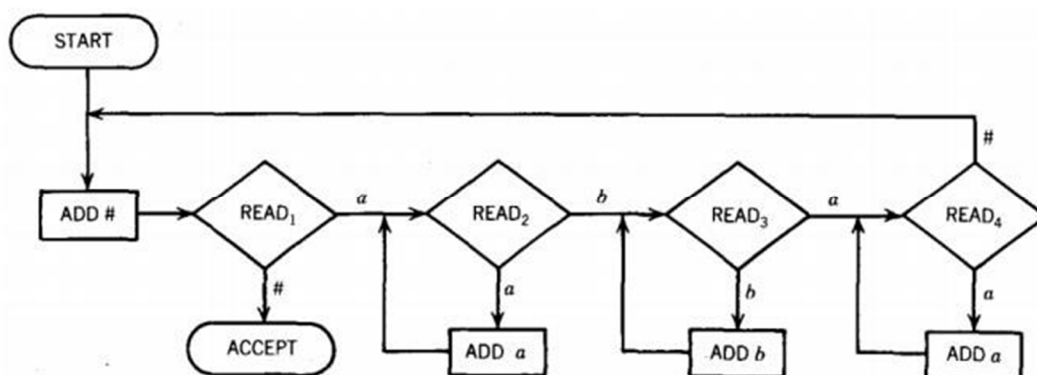 START
#
ADD #
READ₁
a
READ₂
b
READ₃
a
READ₄
#
a
b
a
ACCEPT
ADD a
ADD b
ADD a